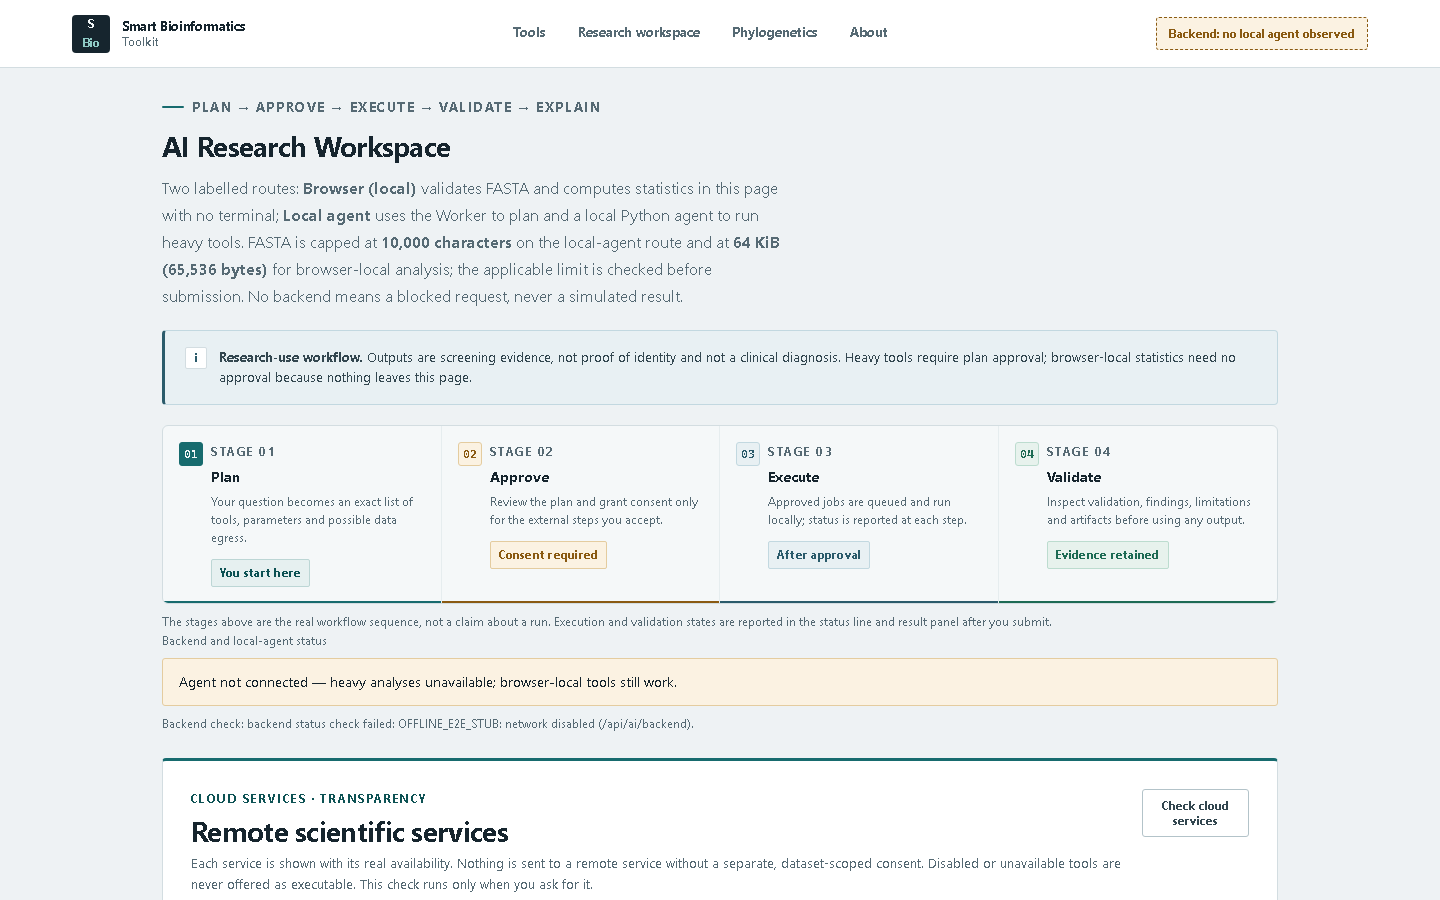 S
Bio
Smart Bioinformatics
Toolkit
Tools
Research workspace
Phylogenetics
About
Backend: no local agent observed
PLAN → APPROVE → EXECUTE → VALIDATE → EXPLAIN
AI Research Workspace
Two labelled routes: Browser (local) validates FASTA and computes statistics in this page
with no terminal; Local agent uses the Worker to plan and a local Python agent to run
heavy tools. FASTA is capped at 10,000 characters on the local-agent route and at 64 KiB
(65,536 bytes) for browser-local analysis; the applicable limit is checked before
submission. No backend means a blocked request, never a simulated result.
i
Research-use workflow. Outputs are screening evidence, not proof of identity and not a clinical diagnosis. Heavy tools require plan approval; browser-local statistics need no
approval because nothing leaves this page.
01
STAGE 01
Plan
Your question becomes an exact list of
tools, parameters and possible data
egress.
You start here
02
STAGE 02
Approve
Review the plan and grant consent only
for the external steps you accept.
Consent required
03
STAGE 03
Execute
Approved jobs are queued and run
locally; status is reported at each step.
After approval
04
STAGE 04
Validate
Inspect validation, findings, limitations
and artifacts before using any output.
Evidence retained
The stages above are the real workflow sequence, not a claim about a run. Execution and validation states are reported in the status line and result panel after you submit.
Backend and local-agent status
Agent not connected — heavy analyses unavailable; browser-local tools still work.
Backend check: backend status check failed: OFFLINE_E2E_STUB: network disabled (/api/ai/backend).
CLOUD SERVICES · TRANSPARENCY
Remote scientific services
Each service is shown with its real availability. Nothing is sent to a remote service without a separate, dataset-scoped consent. Disabled or unavailable tools are
never offered as executable. This check runs only when you ask for it.
Check cloud
services